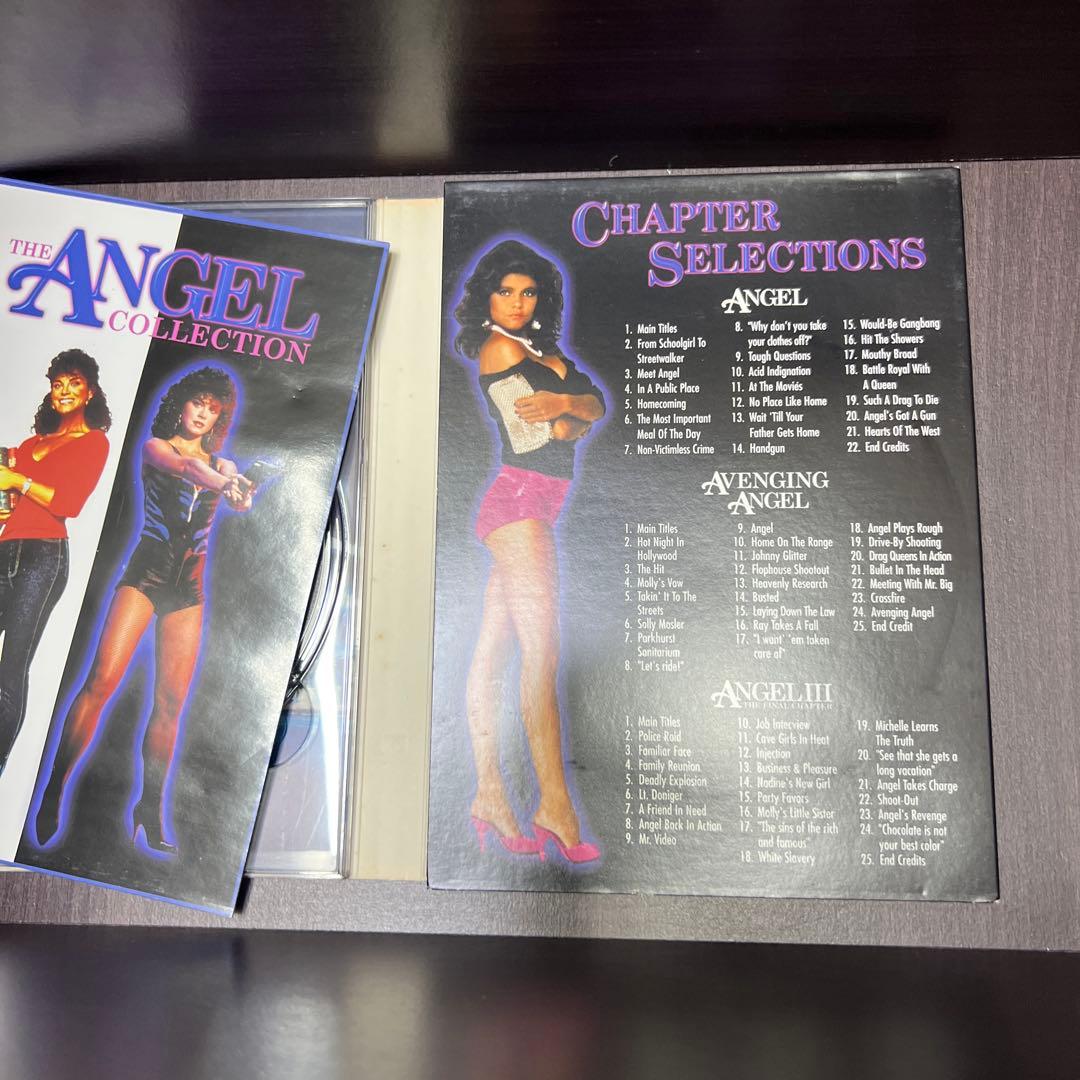 THE ANGEL
COLLECTION
CHAPTER
SELECTIONS
ANGEL
1. Main Titles
2. From Schoolgirl To
Streetwalker
3. Meet Angel
4. In A Public Place
5. Homecoming
6. The Most Important
Meal Of The Day
7. Non-Victimless Crime
8. "Why don't you take
your clothes off?"
9. Tough Questions
10. Acid Indignation
11. At The Movies
12. No Place Like Home
13. Wait 'Till Your
Father Gets Home
14. Handgun
15. Would-Be Gangbang
16. Hit The Showers
17. Mouthy Broad
18. Battle Royal With
A Queen
19. Such A Drag To Die
20. Angel's Got A Gun
21. Hearts Of The West
22. End Credits
AVENGING
ANGEL
1. Main Titles
2. Hot Night In
Hollywood
3. The Hit
4. Molly's Vow
5. Takin' It To The
Streets
6. Solly Mosler
7. Parkhurst
Sanitarium
8. "Let's ride!"
9. Angel
10. Home On The Range
11. Johnny Glitter
12. Flophouse Shootout
13. Heavenly Research
14. Busted
15. Laying Down The Law
16. Ray Takes A Fall
17. "I want' 'em taken
care of"
18. Angel Plays Rough
19. Drive-By Shooting
20. Drag Queens In Action
21. Bullet In The Head
22. Meeting With Mr. Big
23. Crossfire
24. Avenging Angel
25. End Credit
ANGEL III
THE FINAL CHAPTER
1. Main Titles
2. Police Raid
3. Familiar Face
4. Family Reunion
5. Deadly Explosion
6. Lt. Doniger
7. A Friend In Need
8. Angel Back In Action
9. Mr. Video
10. Job Interview
11. Cave Girls In Heat
12. Injection
13. Business & Pleasure
14. Nadine's New Girl
15. Party Favors
16. Molly's Little Sister
17. "The sins of the rich
and famous"
18. White Slavery
19. Michelle Learns
The Truth
20. "See that she gets a
long vacation"
21. Angel Takes Charge
22. Shoot-Out
23. Angel's Revenge
24. "Chocolate is not
your best color"
25. End Credits